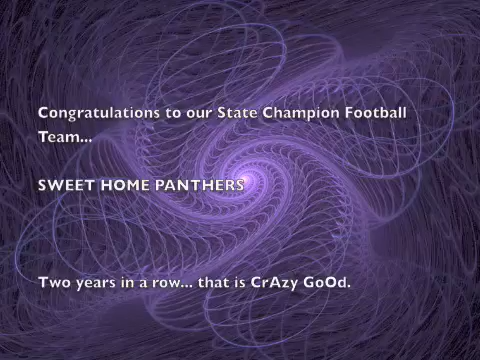 Congratulations to our State Champion Football
Team...
SWEET HOME PANTHERS
Two years in a row... that is CrAzy GoOd.